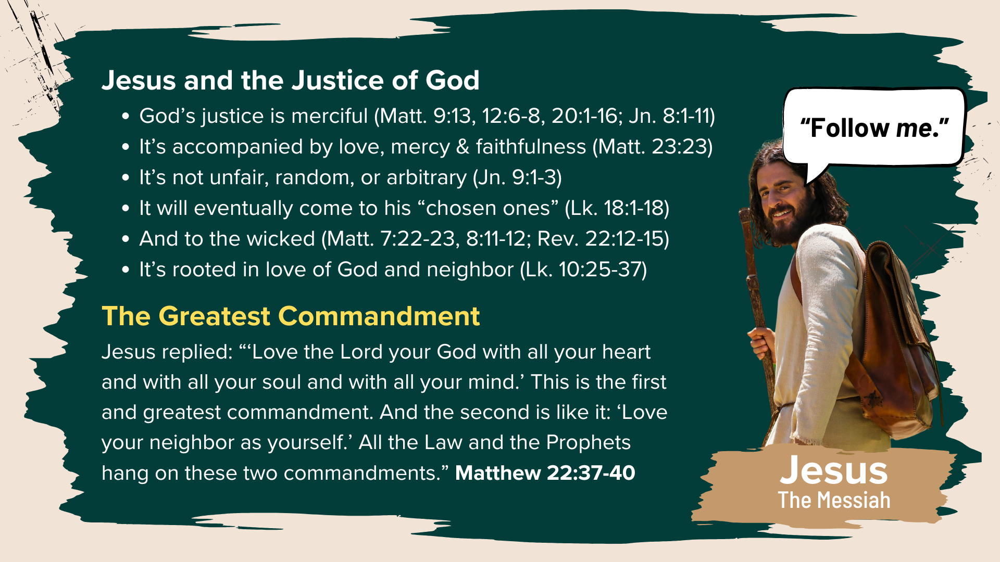 Jesus and the Justice of God
• God’s justice is merciful (Matt. 9:13, 12:6-8, 20:1-16; Jn. 8:1-11)
• It’s accompanied by love, mercy & faithfulness (Matt. 23:23)
• It’s not unfair, random, or arbitrary (Jn. 9:1-3)
• It will eventually come to his “chosen ones” (Lk. 18:1-18)
• And to the wicked (Matt. 7:22-23, 8:11-12; Rev. 22:12-15)
• It’s rooted in love of God and neighbor (Lk. 10:25-37)
The Greatest Commandment
Jesus replied: “‘Love the Lord your God with all your heart
and with all your soul and with all your mind.’ This is the first
and greatest commandment. And the second is like it: ‘Love
your neighbor as yourself.’ All the Law and the Prophets
hang on these two commandments.” Matthew 22:37-40
“Follow me.”
Jesus
The Messiah